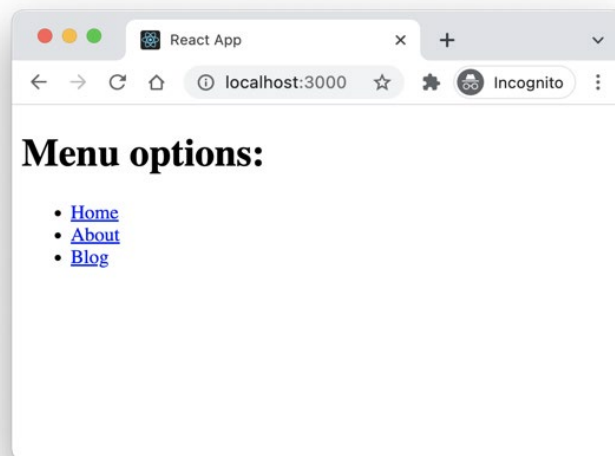 React App
localhost:3000
Incognito
Menu options:
Home
About
Blog